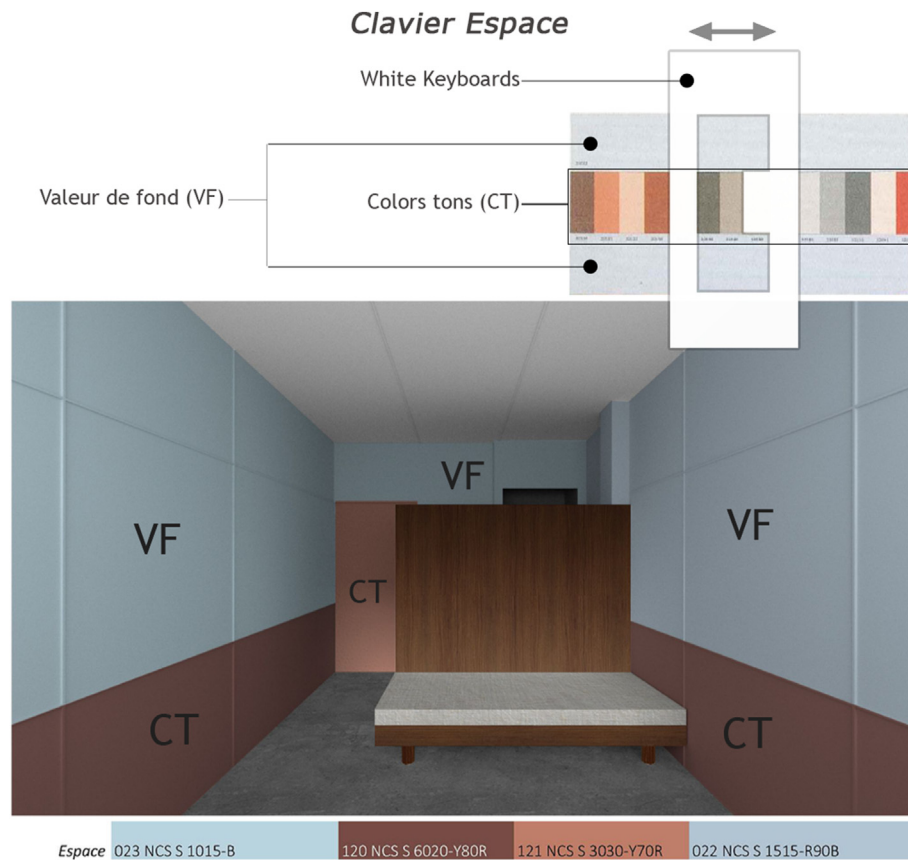 Clavier Espace
White Keyboards
Valeur de fond (VF)
Colors tons (CT)
VF
VF
VF
CT
CT
CT
Espace 023 NCS S 1015-B 120 NCS S 6020-Y80R 121 NCS S 3030-Y70R 022 NCS S 1515-R90B